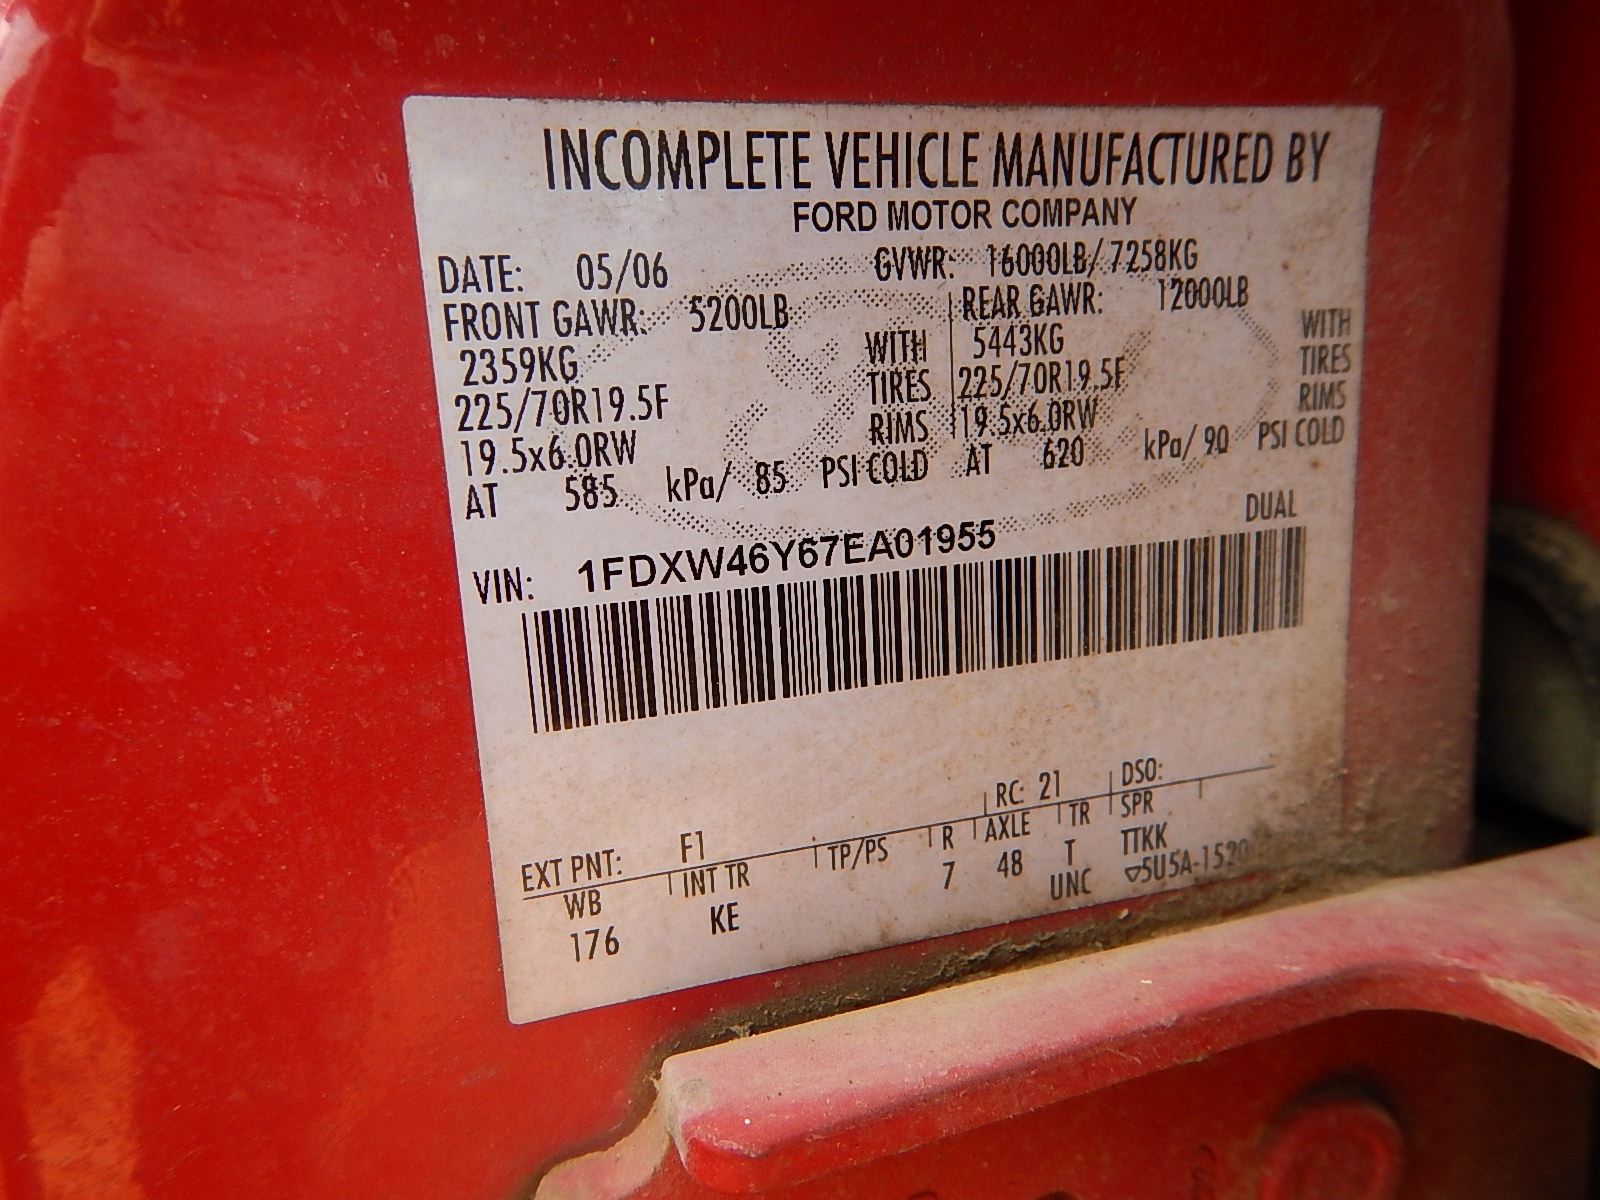 INCOMPLETE VEHICLE MANUFACTURED BY
FORD MOTOR COMPANY
DATE: 05/06 GVWR: 16000LB/ 7258KG
FRONT GAWR: 5200LB REAR GAWR: 12000LB
2359KG WITH 5443KG WITH
225/70R19.5F TIRES 225/70R19.5F TIRES
19.5x6.0RW RIMS 19.5x6.0RW RIMS
AT 585 kPa/ 85 PSI COLD AT 620 kPa/ 90 PSI COLD
DUAL
VIN: 1FDXW46Y67EA01955
EXT PNT: F1 RC: 21 DSO:
WB INT TR TP/PS R AXLE TR SPR
176 KE 7 48 T TTKK
UNC